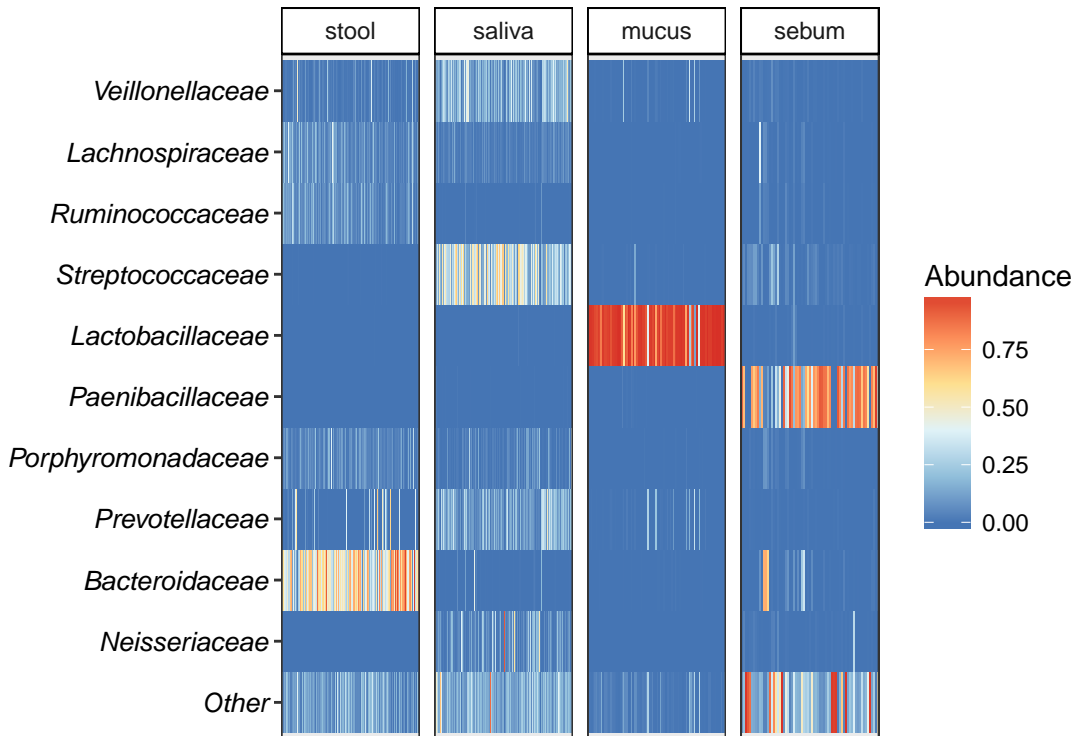 stool saliva mucus sebum
Veillonellaceae
Lachnospiraceae
Ruminococcaceae
Streptococcaceae
Lactobacillaceae
Paenibacillaceae
Porphyromonadaceae
Prevotellaceae
Bacteroidaceae
Neisseriaceae
Other
Abundance
0.75
0.50
0.25
0.00